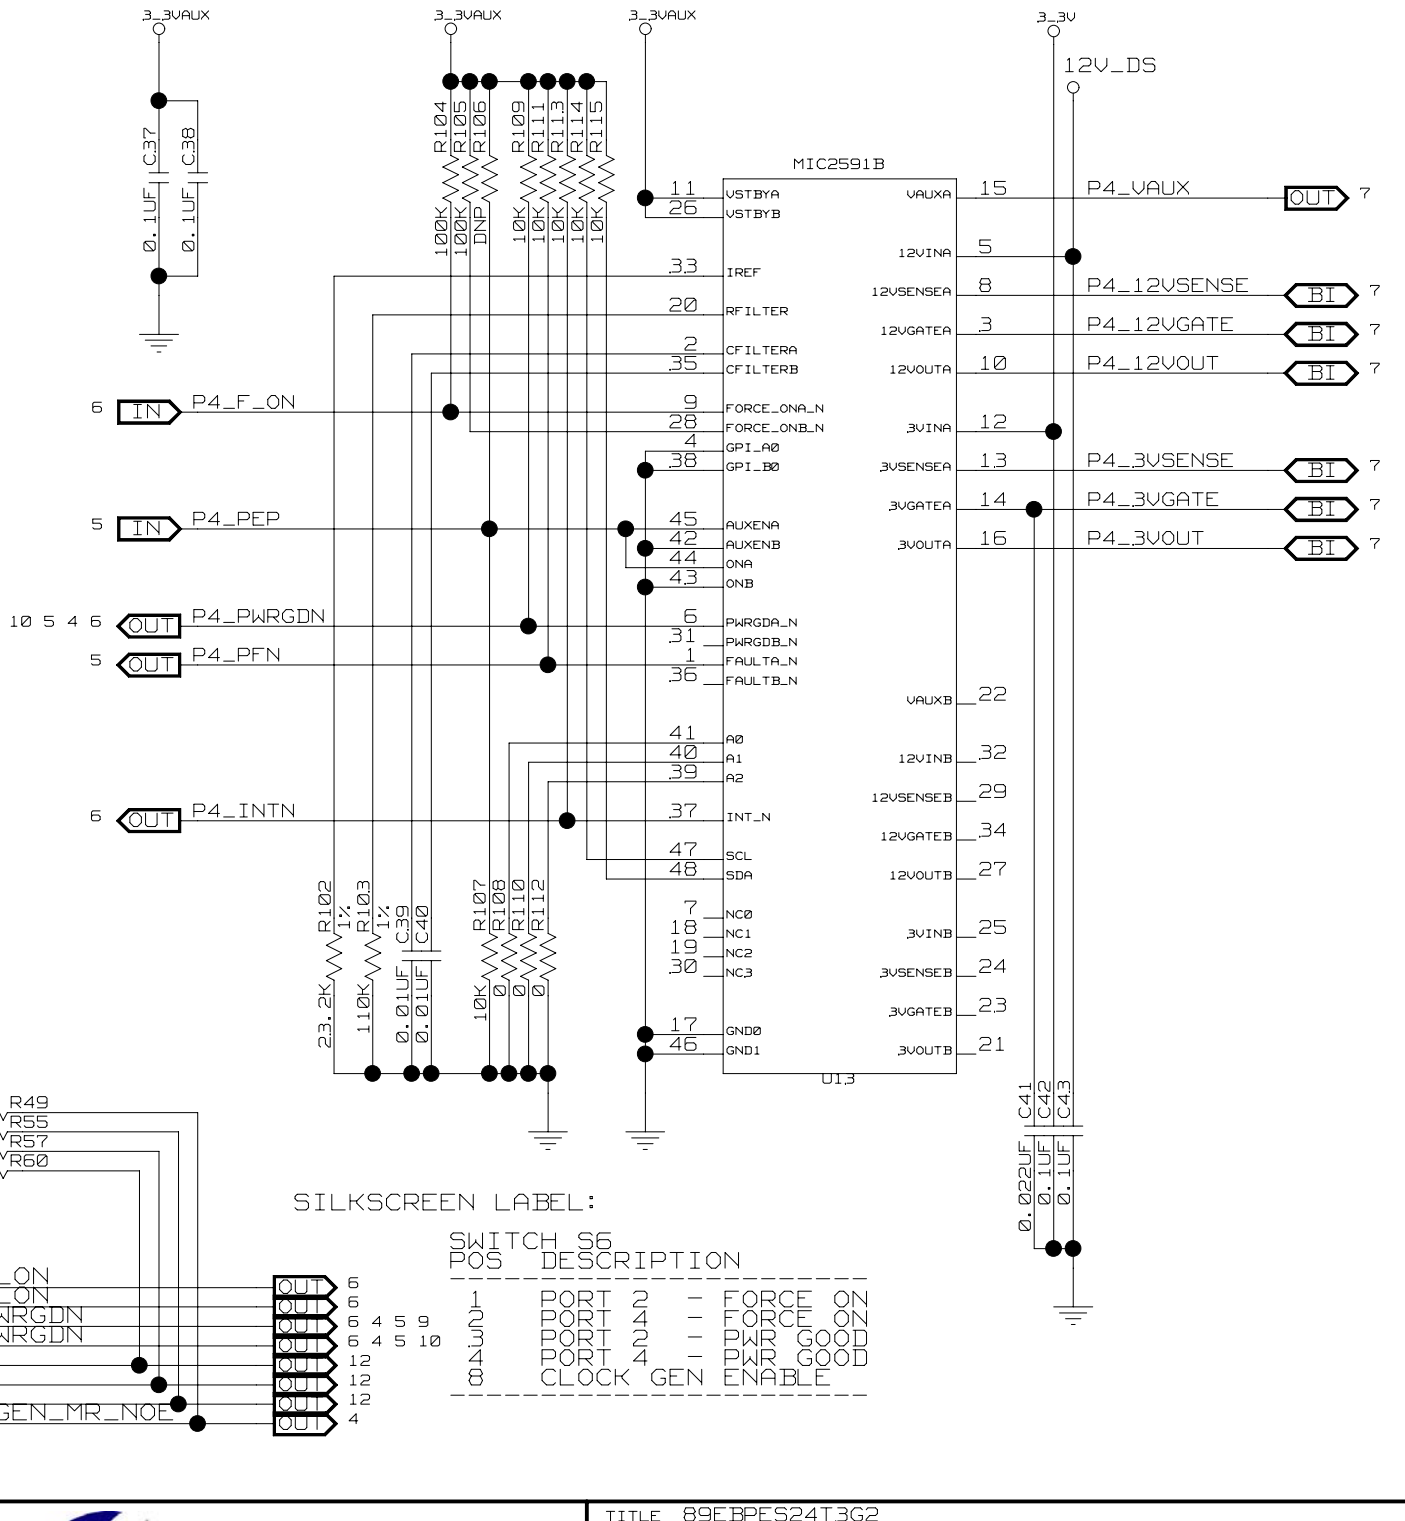 3_3VAUX
3_3VAUX
3_3VAUX
3_3V
12V_DS
C37
0.1UF
C38
0.1UF
R104
100K
R105
100K
R106
DNP
R109
10K
R111
10K
R113
10K
R114
10K
R115
10K
MIC2591B
11 VSTBYA
26 VSTBYB
33 IREF
20 RFILTER
2 CFILTERA
35 CFILTERB
6 IN P4_F_ON
9 FORCE_ONA_N
28 FORCE_ONB_N
4 GPI_A0
38 GPI_B0
5 IN P4_PEP
45 AUXENA
42 AUXENB
44 ONA
43 ONB
10 5 4 6 OUT P4_PWRGDN
6 PWRGDA_N
31 PWRGDB_N
5 OUT P4_PFN
1 FAULTA_N
36 FAULTB_N
41 A0
40 A1
39 A2
6 OUT P4_INTN
37 INT_N
47 SCL
48 SDA
7 NC0
18 NC1
19 NC2
30 NC3
17 GND0
46 GND1
U13
VAUXA 15 P4_VAUX OUT 7
12VINA 5
12VSENSEA 8 P4_12VSENSE BI 7
12VGATEA 3 P4_12VGATE BI 7
12VOUTA 10 P4_12VOUT BI 7
3VINA 12
3VSENSEA 13 P4_3VSENSE BI 7
3VGATEA 14 P4_3VGATE BI 7
3VOUTA 16 P4_3VOUT BI 7
VAUXB 22
12VINB 32
12VSENSEB 29
12VGATEB 34
12VOUTB 27
3VINB 25
3VSENSEB 24
3VGATEB 23
3VOUTB 21
R102
1%
23.2K
R103
1%
110K
C39
0.01UF
C40
0.01UF
R107
10K
R108
0
R110
0
R112
0
C41
0.022UF
C42
0.1UF
C43
0.1UF
R49
R55
R57
R60
_ON OUT 6
_ON OUT 6
WRGDN OUT 6 4 5 9
WRGDN OUT 6 4 5 10
OUT 12
OUT 12
OUT 12
GEN_MR_NOE OUT 4
SILKSCREEN LABEL:
SWITCH S6
POS DESCRIPTION
1 PORT 2 - FORCE ON
2 PORT 4 - FORCE ON
3 PORT 2 - PWR GOOD
4 PORT 4 - PWR GOOD
8 CLOCK GEN ENABLE
TITLE 89EBPES24T3G2